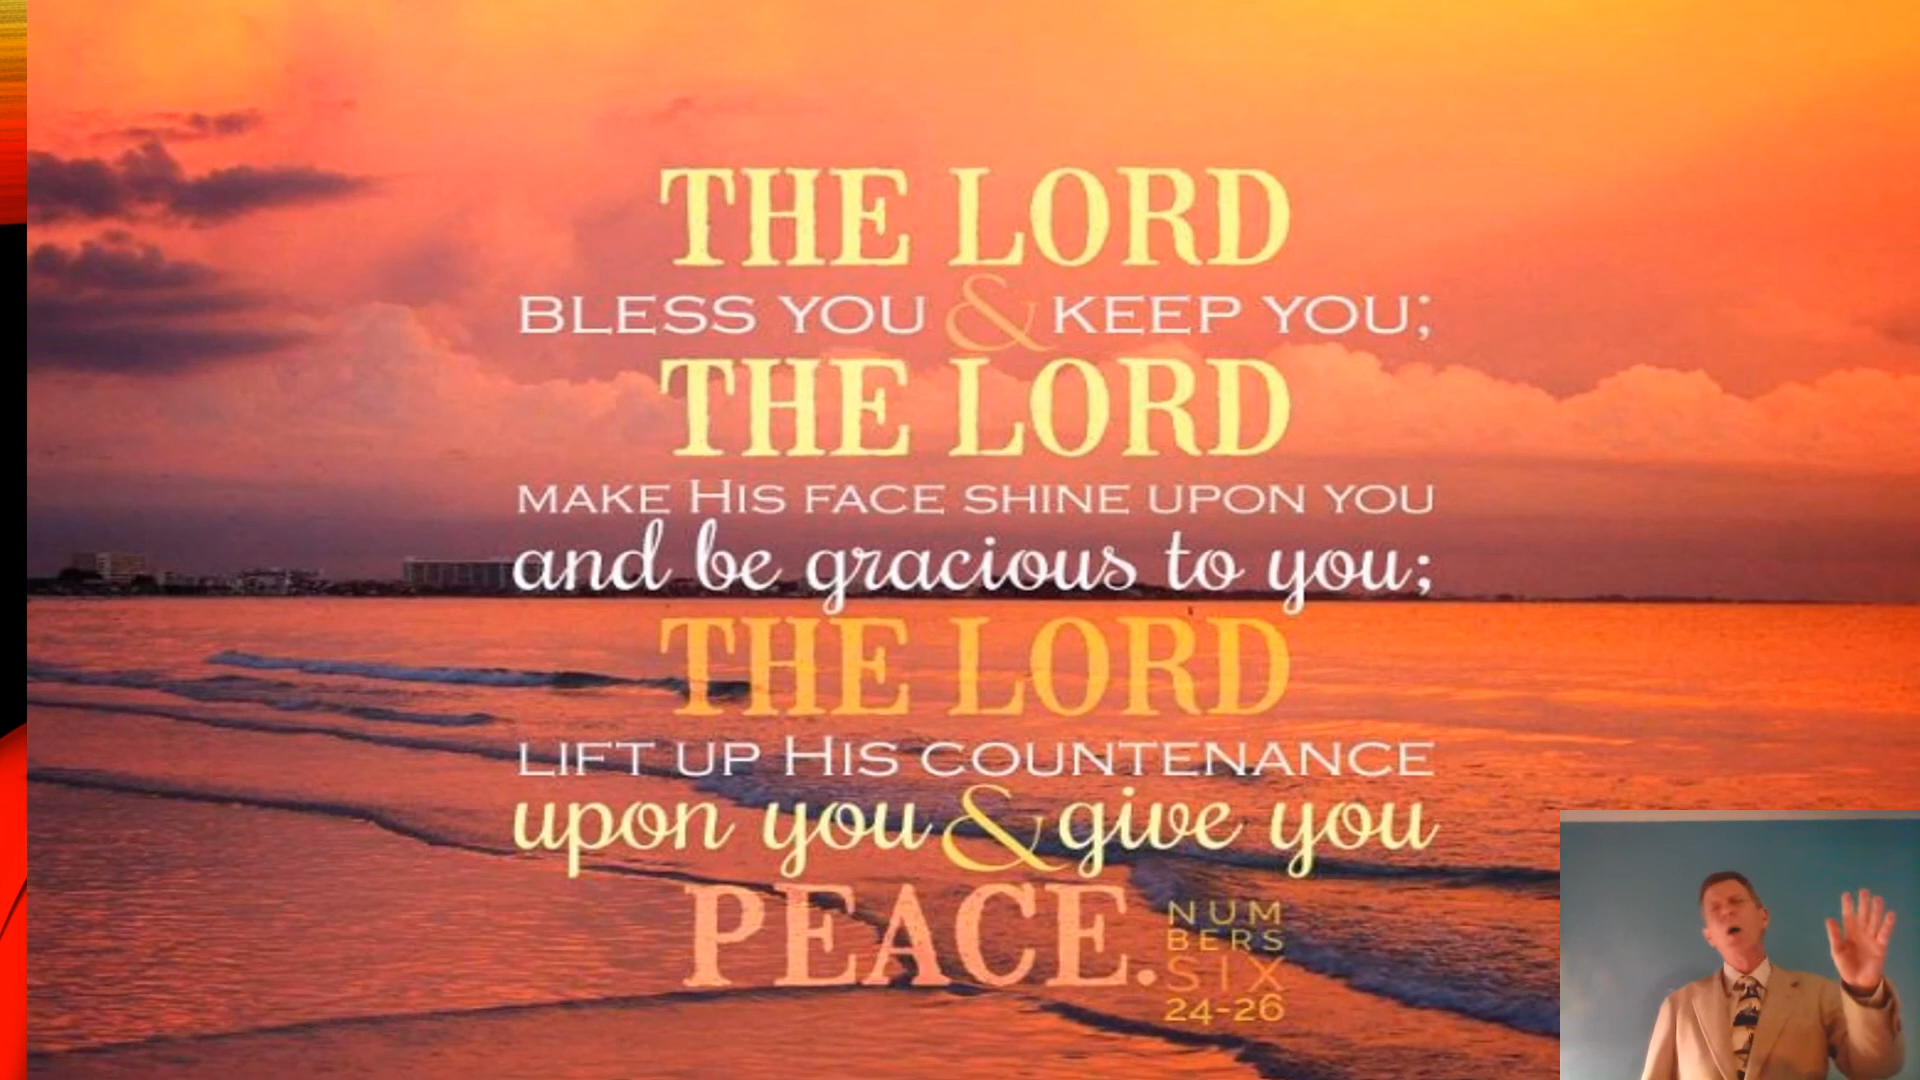 THE LORD
BLESS YOU & KEEP YOU;
THE LORD
MAKE HIS FACE SHINE UPON YOU
and be gracious to you;
THE LORD
LIFT UP HIS COUNTENANCE
upon you & give you
PEACE.
NUM
BERS
SIX
24-26